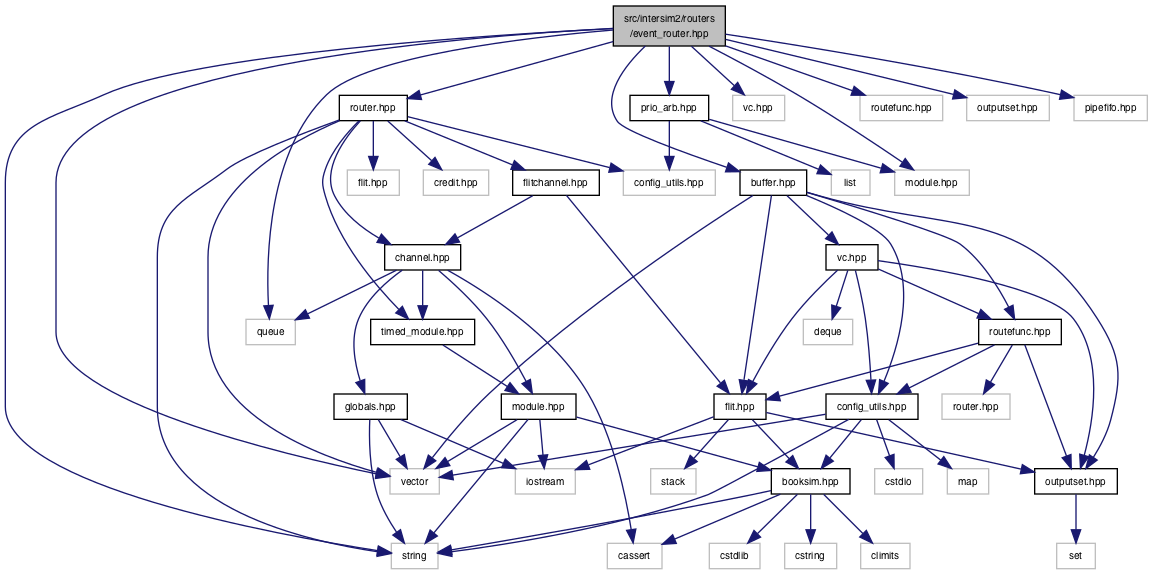 src/intersim2/routers
/event_router.hpp
router.hpp
prio_arb.hpp
vc.hpp
routefunc.hpp
outputset.hpp
pipefifo.hpp
flit.hpp
credit.hpp
flitchannel.hpp
config_utils.hpp
buffer.hpp
list
module.hpp
channel.hpp
vc.hpp
queue
timed_module.hpp
deque
routefunc.hpp
globals.hpp
module.hpp
flit.hpp
config_utils.hpp
router.hpp
vector
iostream
stack
booksim.hpp
cstdio
map
outputset.hpp
string
cassert
cstdlib
cstring
climits
set